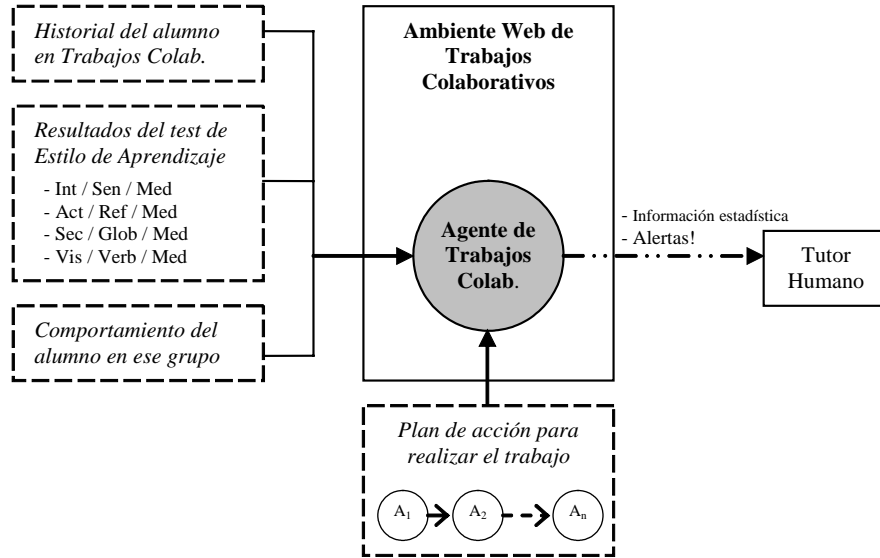 Historial del alumno
en Trabajos Colab.
Resultados del test de
Estilo de Aprendizaje
- Int / Sen / Med
- Act / Ref / Med
- Sec / Glob / Med
- Vis / Verb / Med
Comportamiento del
alumno en ese grupo
Ambiente Web de
Trabajos
Colaborativos
Agente de
Trabajos
Colab.
- Información estadística
- Alertas!
Tutor
Humano
Plan de acción para
realizar el trabajo
A1 A2 An